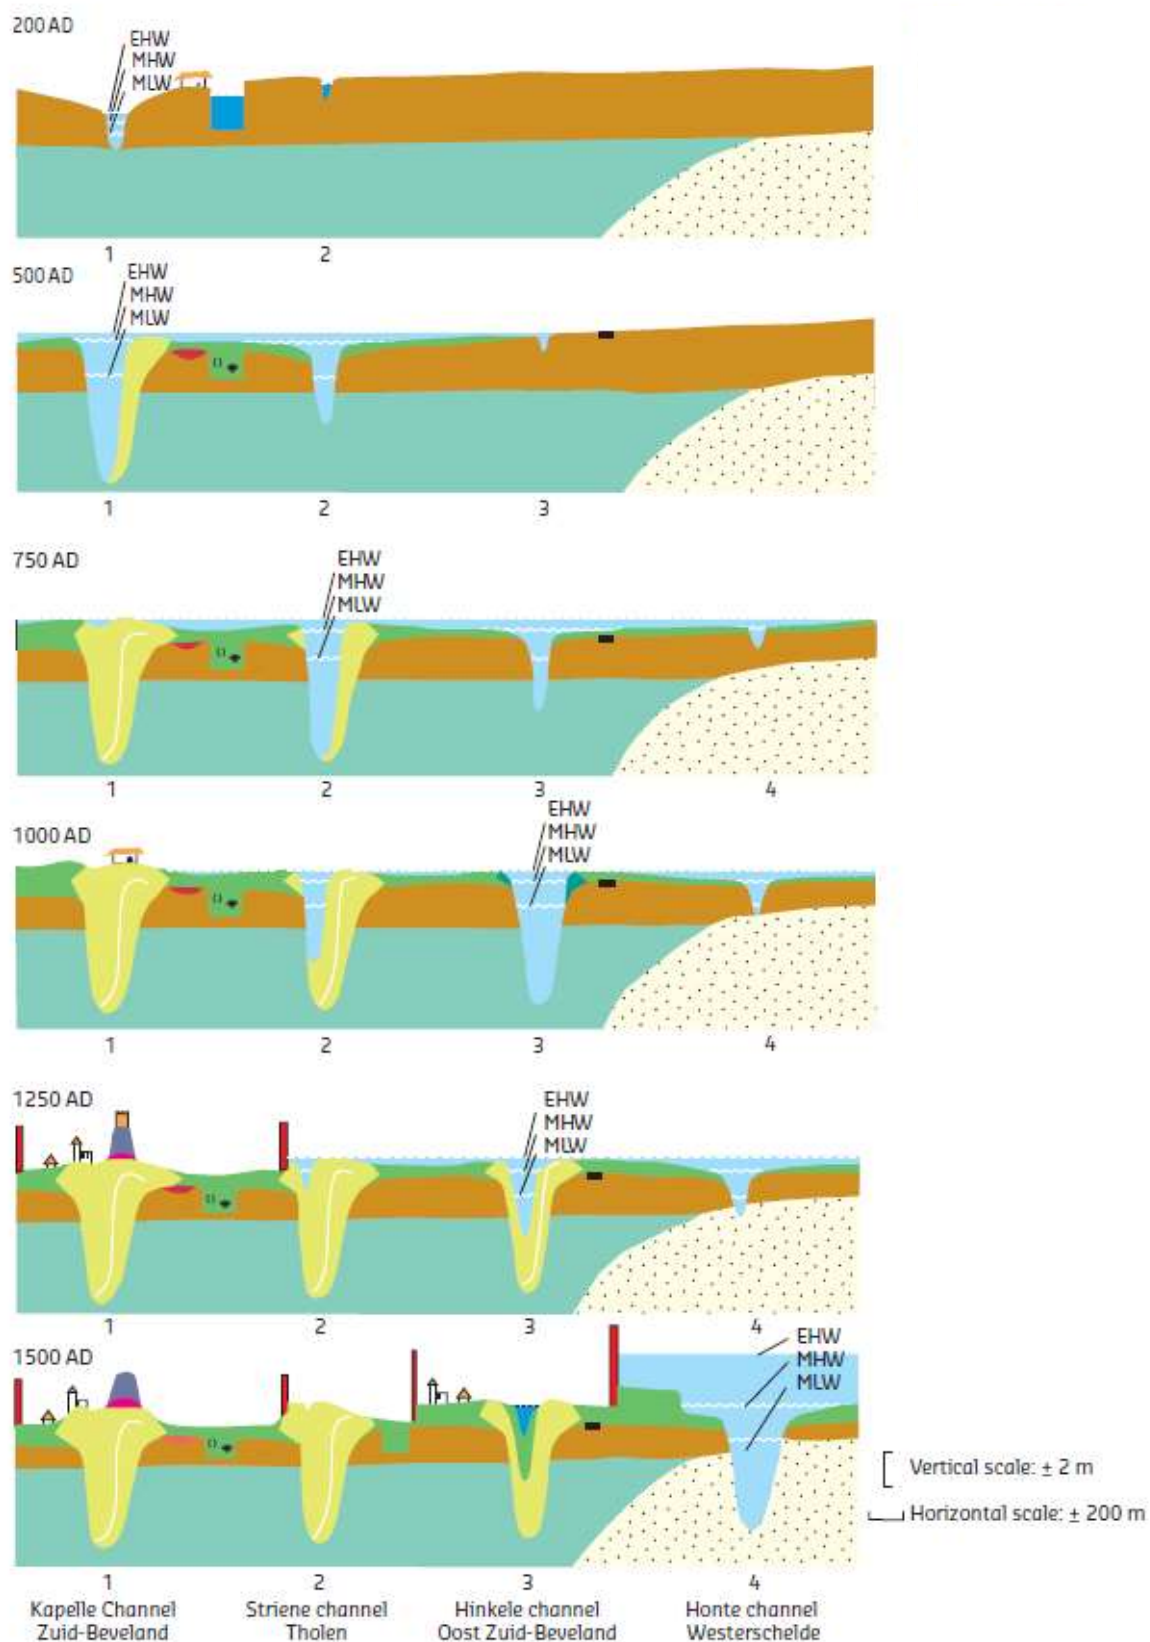 200 AD
EHW
MHW
MLW
1 2
500 AD
EHW
MHW
MLW
1 2 3
750 AD
EHW
MHW
MLW
1 2 3 4
1000 AD
EHW
MHW
MLW
1 2 3 4
1250 AD
EHW
MHW
MLW
1 2 3 4
1500 AD
EHW
MHW
MLW
Vertical scale: ± 2 m
Horizontal scale: ± 200 m
1 2 3 4
Kapelle Channel
Zuid-Beveland
Striene channel
Tholen
Hinkele channel
Oost Zuid-Beveland
Honte channel
Westerschelde